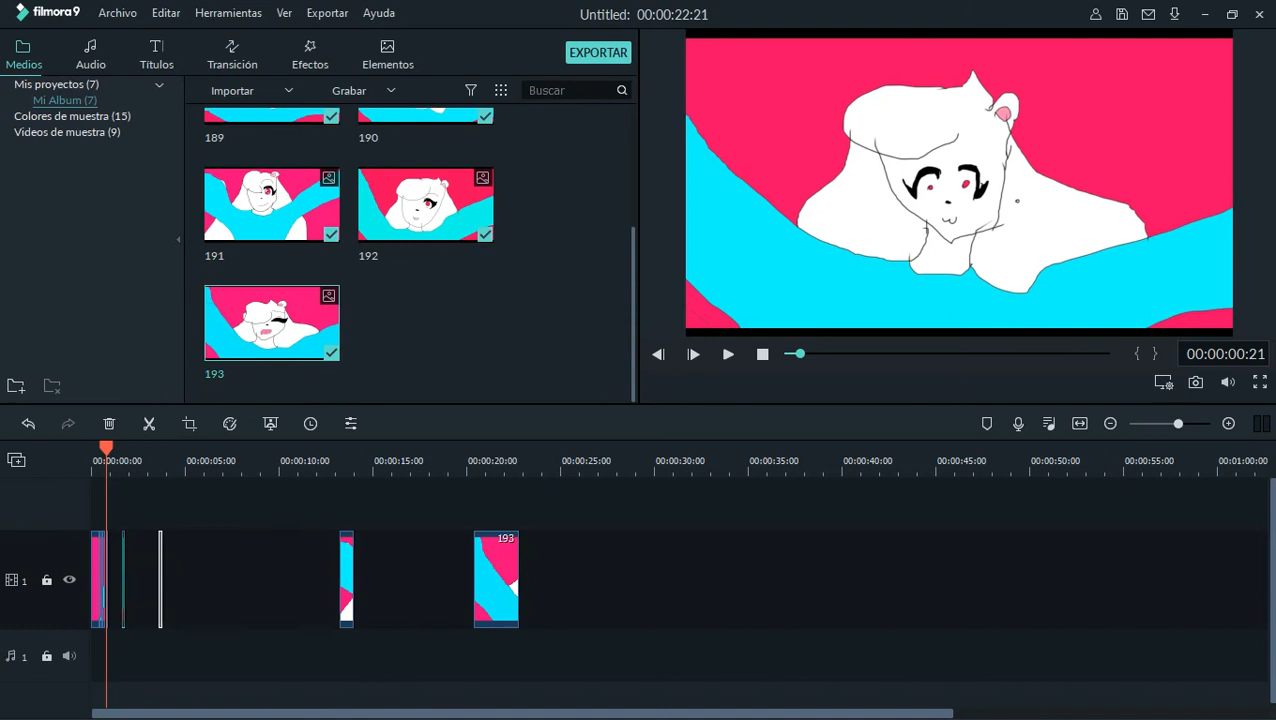 filmora9 Archivo Editar Herramientas Ver Exportar Ayuda Untitled: 00:00:22:21
Medios Audio Títulos Transición Efectos Elementos EXPORTAR
Mis proyectos (7)
Mi Album (7)
Colores de muestra (15)
Videos de muestra (9)
Importar Grabar Buscar
189 190
191 192
193
00:00:00:21
00:00:00:00 00:00:05:00 00:00:10:00 00:00:15:00 00:00:20:00 00:00:25:00 00:00:30:00 00:00:35:00 00:00:40:00 00:00:45:00 00:00:50:00 00:00:55:00 00:01:00:00
193
1
1